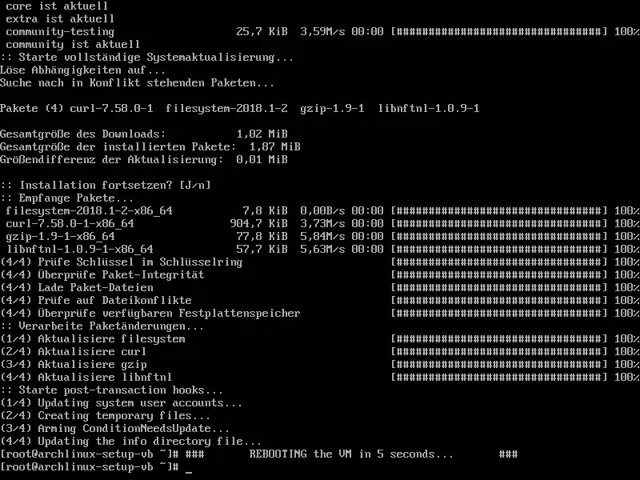 core ist aktuell
extra ist aktuell
community-testing 25,7 KiB 3,59M/s 00:00 [################################] 100%
community ist aktuell
:: Starte vollständige Systemaktualisierung...
Löse Abhängigkeiten auf...
Suche nach in Konflikt stehenden Paketen...
Pakete (4) curl-7.58.0-1 filesystem-2018.1-2 gzip-1.9-1 libnftnl-1.0.9-1
Gesamtgröße des Downloads: 1,02 MiB
Gesamtgröße der installierten Pakete: 1,87 MiB
Größendifferenz der Aktualisierung: 0,01 MiB
:: Installation fortsetzen? [J/n]
:: Empfange Pakete...
filesystem-2018.1-2-x86_64 7,8 KiB 0,00B/s 00:00 [################################] 100%
curl-7.58.0-1-x86_64 904,7 KiB 3,73M/s 00:00 [################################] 100%
gzip-1.9-1-x86_64 77,8 KiB 5,84M/s 00:00 [################################] 100%
libnftnl-1.0.9-1-x86_64 57,7 KiB 5,63M/s 00:00 [################################] 100%
(4/4) Prüfe Schlüssel im Schlüsselring [################################] 100%
(4/4) Überprüfe Paket-Integrität [################################] 100%
(4/4) Lade Paket-Dateien [################################] 100%
(4/4) Prüfe auf Dateikonflikte [################################] 100%
(4/4) Überprüfe verfügbaren Festplattenspeicher [################################] 100%
:: Verarbeite Paketänderungen...
(1/4) Aktualisiere filesystem [################################] 100%
(2/4) Aktualisiere curl [################################] 100%
(3/4) Aktualisiere gzip [################################] 100%
(4/4) Aktualisiere libnftnl [################################] 100%
:: Starte post-transaction hooks...
(1/4) Updating system user accounts...
(2/4) Creating temporary files...
(3/4) Arming ConditionNeedsUpdate...
(4/4) Updating the info directory file...
[root@archlinux-setup-vb ~]# ### REBOOTING the VM in 5 seconds... ###
[root@archlinux-setup-vb ~]# _